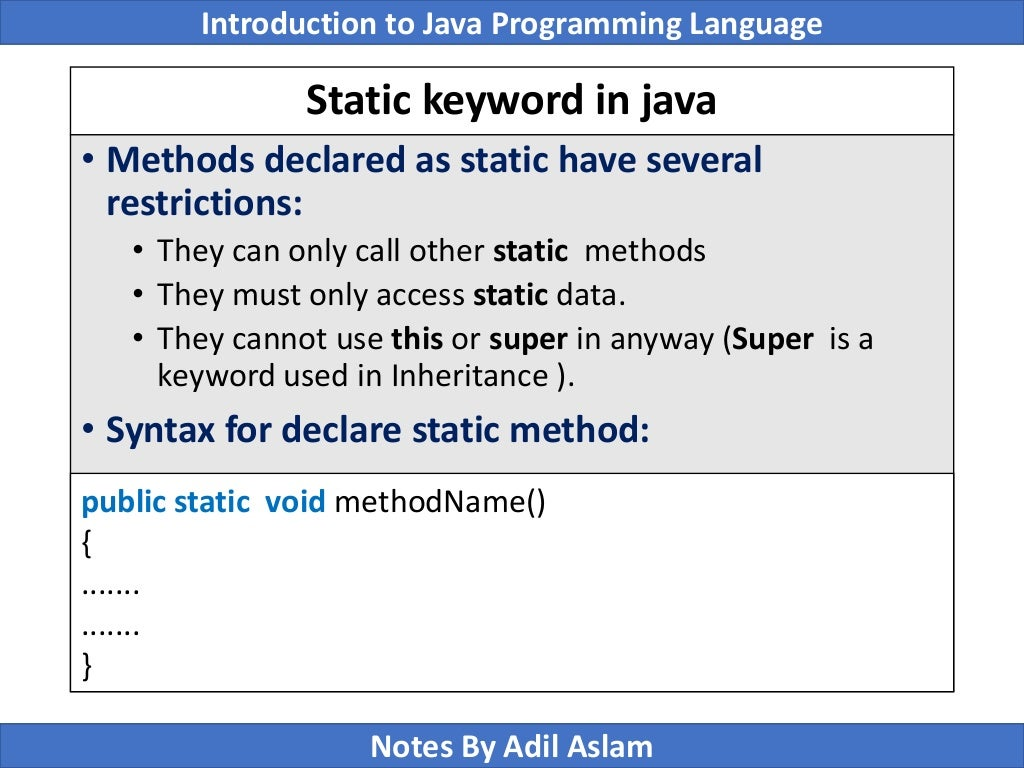 Introduction to Java Programming Language
Static keyword in java
• Methods declared as static have several
restrictions:
• They can only call other static methods
• They must only access static data.
• They cannot use this or super in anyway (Super is a
keyword used in Inheritance ).
• Syntax for declare static method:
public static void methodName()
{
.......
.......
}
Notes By Adil Aslam